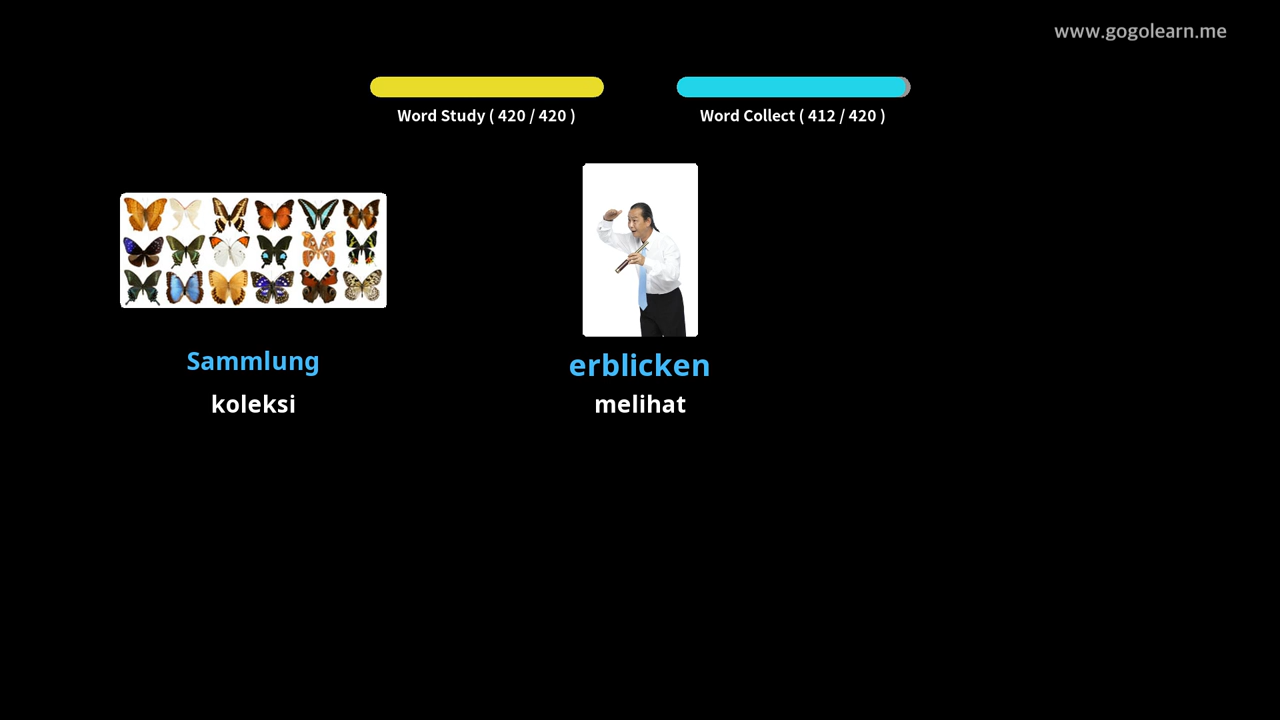 www.gogolearn.me
Word Study ( 420 / 420 )
Word Collect ( 412 / 420 )
Sammlung
koleksi
erblicken
melihat